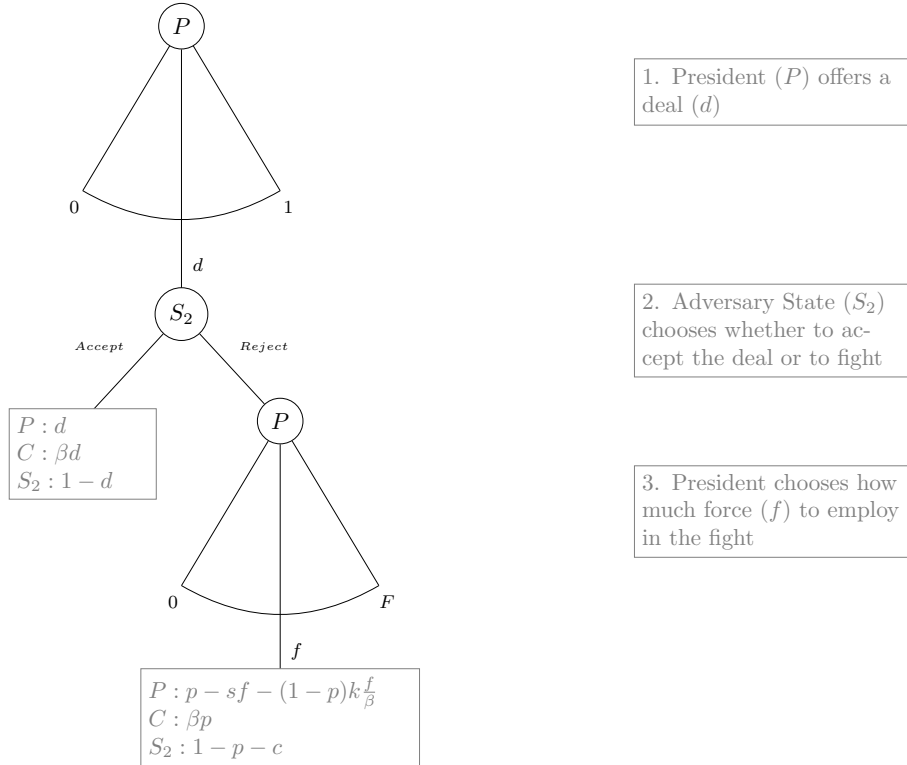 P
1. President (P) offers a
deal (d)
0
1
d
S₂
2. Adversary State (S₂)
chooses whether to ac-
cept the deal or to fight
Accept
Reject
P : d
C : βd
S₂ : 1 − d
P
3. President chooses how
much force (f) to employ
in the fight
0
F
f
P : p − sf − (1 − p)k f/β
C : βp
S₂ : 1 − p − c